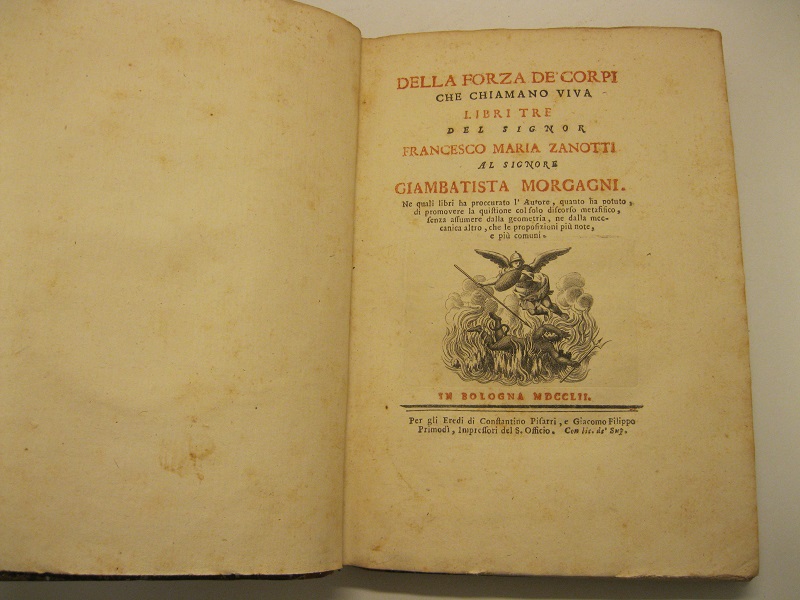 DELLA FORZA DE' CORPI
CHE CHIAMANO VIVA
LIBRI TRE
DEL SIGNOR
FRANCESCO MARIA ZANOTTI
AL SIGNORE
GIAMBATISTA MORGAGNI.
Ne quali libri ha proccurato l' Autore, quanto ha potuto,
di promovere la quistione col solo discorso metafisico,
senza assumere dalla geometria, ne dalla mec-
canica altro, che le proposizioni più note,
e più comuni.
IN BOLOGNA MDCCLII.
Per gli Eredi di Constantino Pisarri, e Giacomo Filippo
Primodì, Impressori del S. Officio. Con lic. de' Sup.